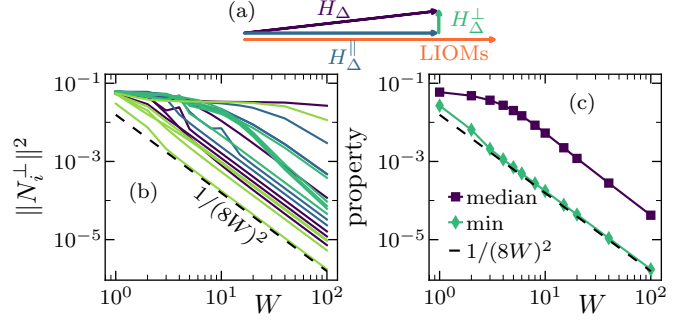 (a)
H_Δ
H_Δ^⊥
H_Δ^∥
LIOMs
10^{-1}
10^{-3}
10^{-5}
10^0
10^1
10^2
W
||N_i^⊥||^2
(b)
1/(8W)^2
10^{-1}
10^{-3}
10^{-5}
10^0
10^1
10^2
W
property
(c)
median
min
1/(8W)^2